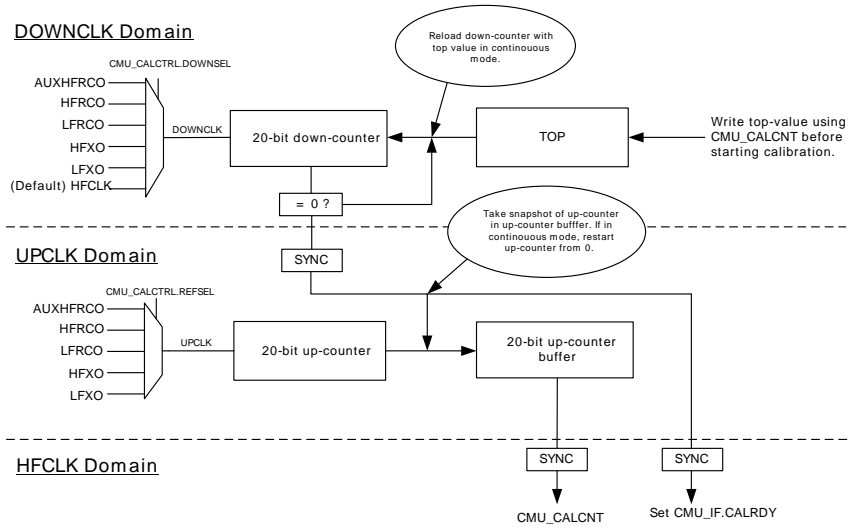 DOWNCLK Domain
Reload down-counter with
top value in continouous
mode.
CMU_CALCTRL.DOWNSEL
AUXHFRCO
HFRCO
LFRCO
HFXO
LFXO
(Default) HFCLK
DOWNCLK
20-bit down-counter
TOP
Write top-value using
CMU_CALCNT before
starting calibration.
= 0 ?
Take snapshot of up-counter
in up-counter bufffer. If in
continouous mode, restart
up-counter from 0.
SYNC
UPCLK Domain
CMU_CALCTRL.REFSEL
AUXHFRCO
HFRCO
LFRCO
HFXO
LFXO
UPCLK
20-bit up-counter
20-bit up-counter
buffer
HFCLK Domain
SYNC
SYNC
CMU_CALCNT
Set CMU_IF.CALRDY